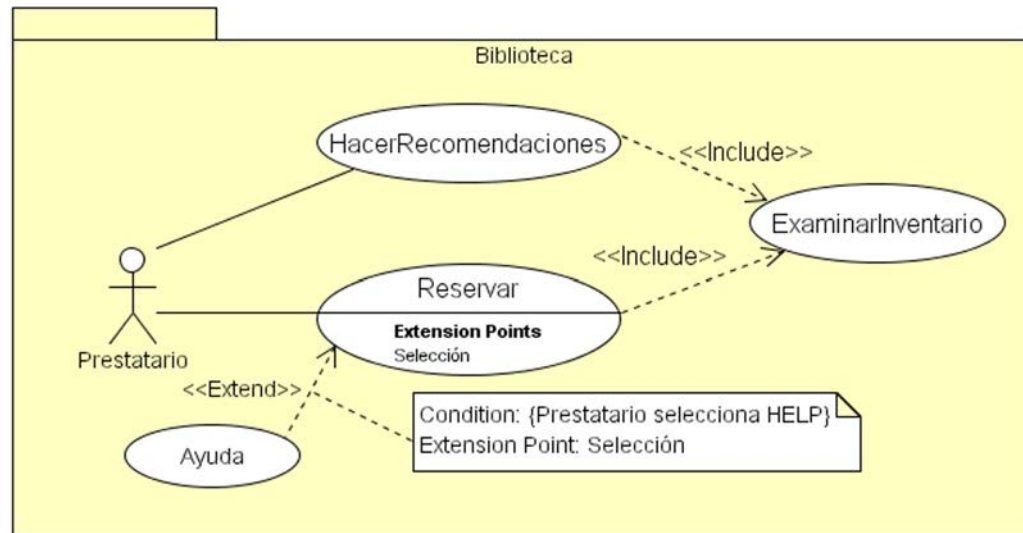 Biblioteca
HacerRecomendaciones
<<Include>>
ExaminarInventario
<<Include>>
Reservar
Extension Points
Selección
Prestatario
<<Extend>>
Condition: {Prestatario selecciona HELP}
Extension Point: Selección
Ayuda